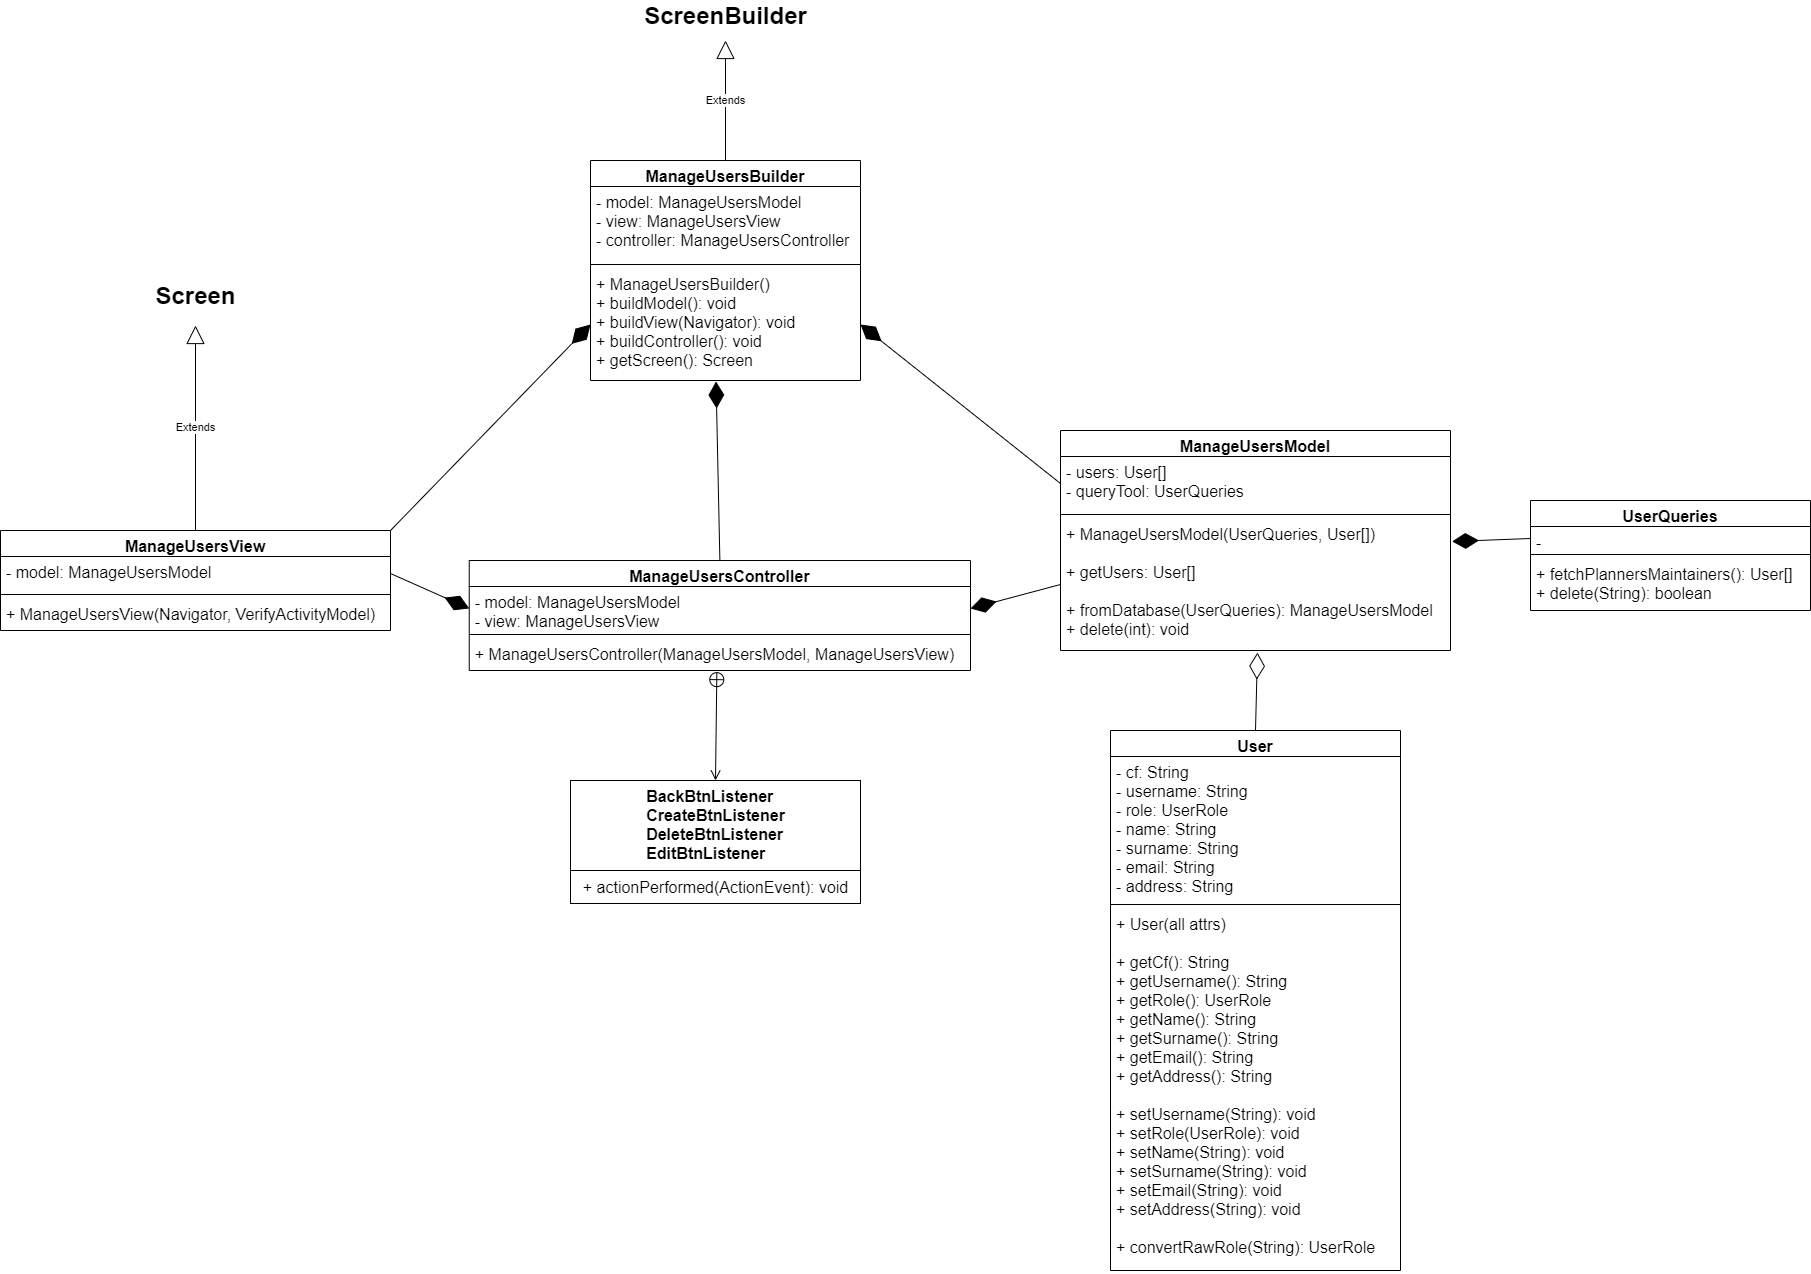 ScreenBuilder
Extends
ManageUsersBuilder
- model: ManageUsersModel
- view: ManageUsersView
- controller: ManageUsersController
+ ManageUsersBuilder()
+ buildModel(): void
+ buildView(Navigator): void
+ buildController(): void
+ getScreen(): Screen
Screen
Extends
ManageUsersView
- model: ManageUsersModel
+ ManageUsersView(Navigator, VerifyActivityModel)
ManageUsersController
- model: ManageUsersModel
- view: ManageUsersView
+ ManageUsersController(ManageUsersModel, ManageUsersView)
ManageUsersModel
- users: User[]
- queryTool: UserQueries
+ ManageUsersModel(UserQueries, User[])
+ getUsers: User[]
+ fromDatabase(UserQueries): ManageUsersModel
+ delete(int): void
UserQueries
-
+ fetchPlannersMaintainers(): User[]
+ delete(String): boolean
BackBtnListener
CreateBtnListener
DeleteBtnListener
EditBtnListener
+ actionPerformed(ActionEvent): void
User
- cf: String
- username: String
- role: UserRole
- name: String
- surname: String
- email: String
- address: String
+ User(all attrs)
+ getCf(): String
+ getUsername(): String
+ getRole(): UserRole
+ getName(): String
+ getSurname(): String
+ getEmail(): String
+ getAddress(): String
+ setUsername(String): void
+ setRole(UserRole): void
+ setName(String): void
+ setSurname(String): void
+ setEmail(String): void
+ setAddress(String): void
+ convertRawRole(String): UserRole